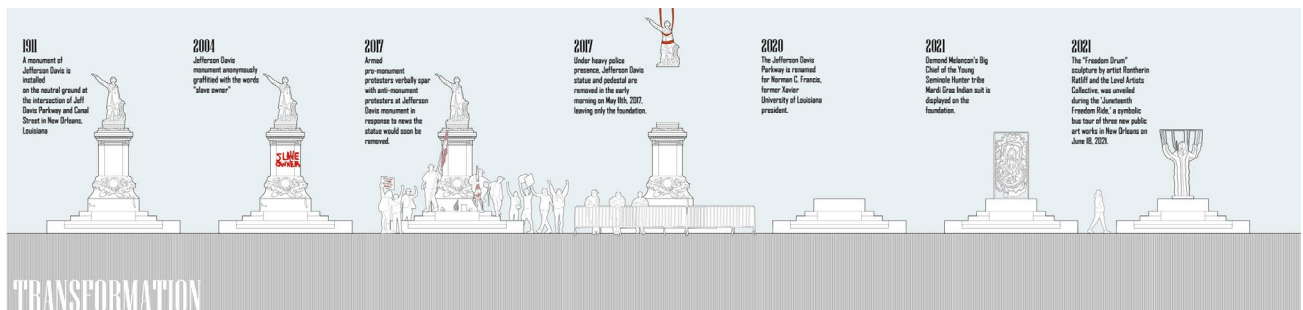 1911
A monument of
Jefferson Davis is
installed
on the neutral ground at
the intersection of Jeff
Davis Parkway and Canal
Street in New Orleans,
Louisiana
2004
Jefferson Davis
monument anonymously
graffitied with the words
"slave owner"
SLAVE
OWNER
2017
Armed
pro-monument
protesters verbally spar
with anti-monument
protesters at Jefferson
Davis monument in
response to news the
statue would soon be
removed.
2017
Under heavy police
presence, Jefferson Davis
statue and pedestal are
removed in the early
morning on May 11th, 2017,
leaving only the foundation.
2020
The Jefferson Davis
Parkway is renamed
for Norman C. Francis,
former Xavier
University of Louisiana
president.
2021
Demond Melancon's Big
Chief of the Young
Seminole Hunter tribe
Mardi Gras Indian suit is
displayed on the
foundation.
2021
The "Freedom Drum"
sculpture by artist Rontherin
Ratliff and the Level Artists
Collective, was unveiled
during the 'Juneteenth
Freedom Ride,' a symbolic
bus tour of three new public
art works in New Orleans on
June 18, 2021.
TRANSFORMATION